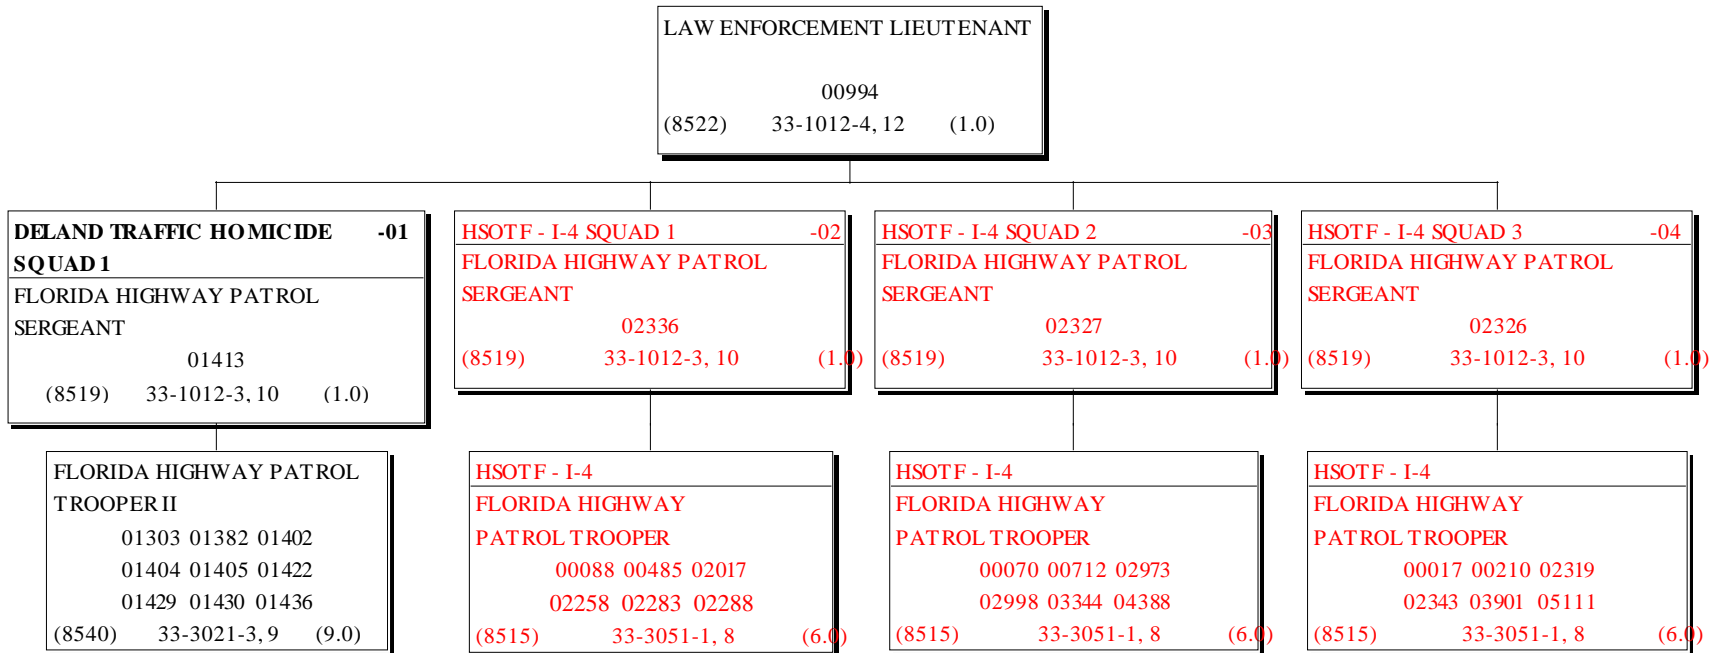 LAW ENFORCEMENT LIEUTENANT
00994
(8522) 33-1012-4, 12 (1.0)
DELAND TRAFFIC HOMICIDE -01
SQUAD 1
FLORIDA HIGHWAY PATROL
SERGEANT
01413
(8519) 33-1012-3, 10 (1.0)
HSOTF - I-4 SQUAD 1 -02
FLORIDA HIGHWAY PATROL
SERGEANT
02336
(8519) 33-1012-3, 10 (1.0)
HSOTF - I-4 SQUAD 2 -03
FLORIDA HIGHWAY PATROL
SERGEANT
02327
(8519) 33-1012-3, 10 (1.0)
HSOTF - I-4 SQUAD 3 -04
FLORIDA HIGHWAY PATROL
SERGEANT
02326
(8519) 33-1012-3, 10 (1.0)
FLORIDA HIGHWAY PATROL
TROOPER II
01303 01382 01402
01404 01405 01422
01429 01430 01436
(8540) 33-3021-3, 9 (9.0)
HSOTF - I-4
FLORIDA HIGHWAY
PATROL TROOPER
00088 00485 02017
02258 02283 02288
(8515) 33-3051-1, 8 (6.0)
HSOTF - I-4
FLORIDA HIGHWAY
PATROL TROOPER
00070 00712 02973
02998 03344 04388
(8515) 33-3051-1, 8 (6.0)
HSOTF - I-4
FLORIDA HIGHWAY
PATROL TROOPER
00017 00210 02319
02343 03901 05111
(8515) 33-3051-1, 8 (6.0)